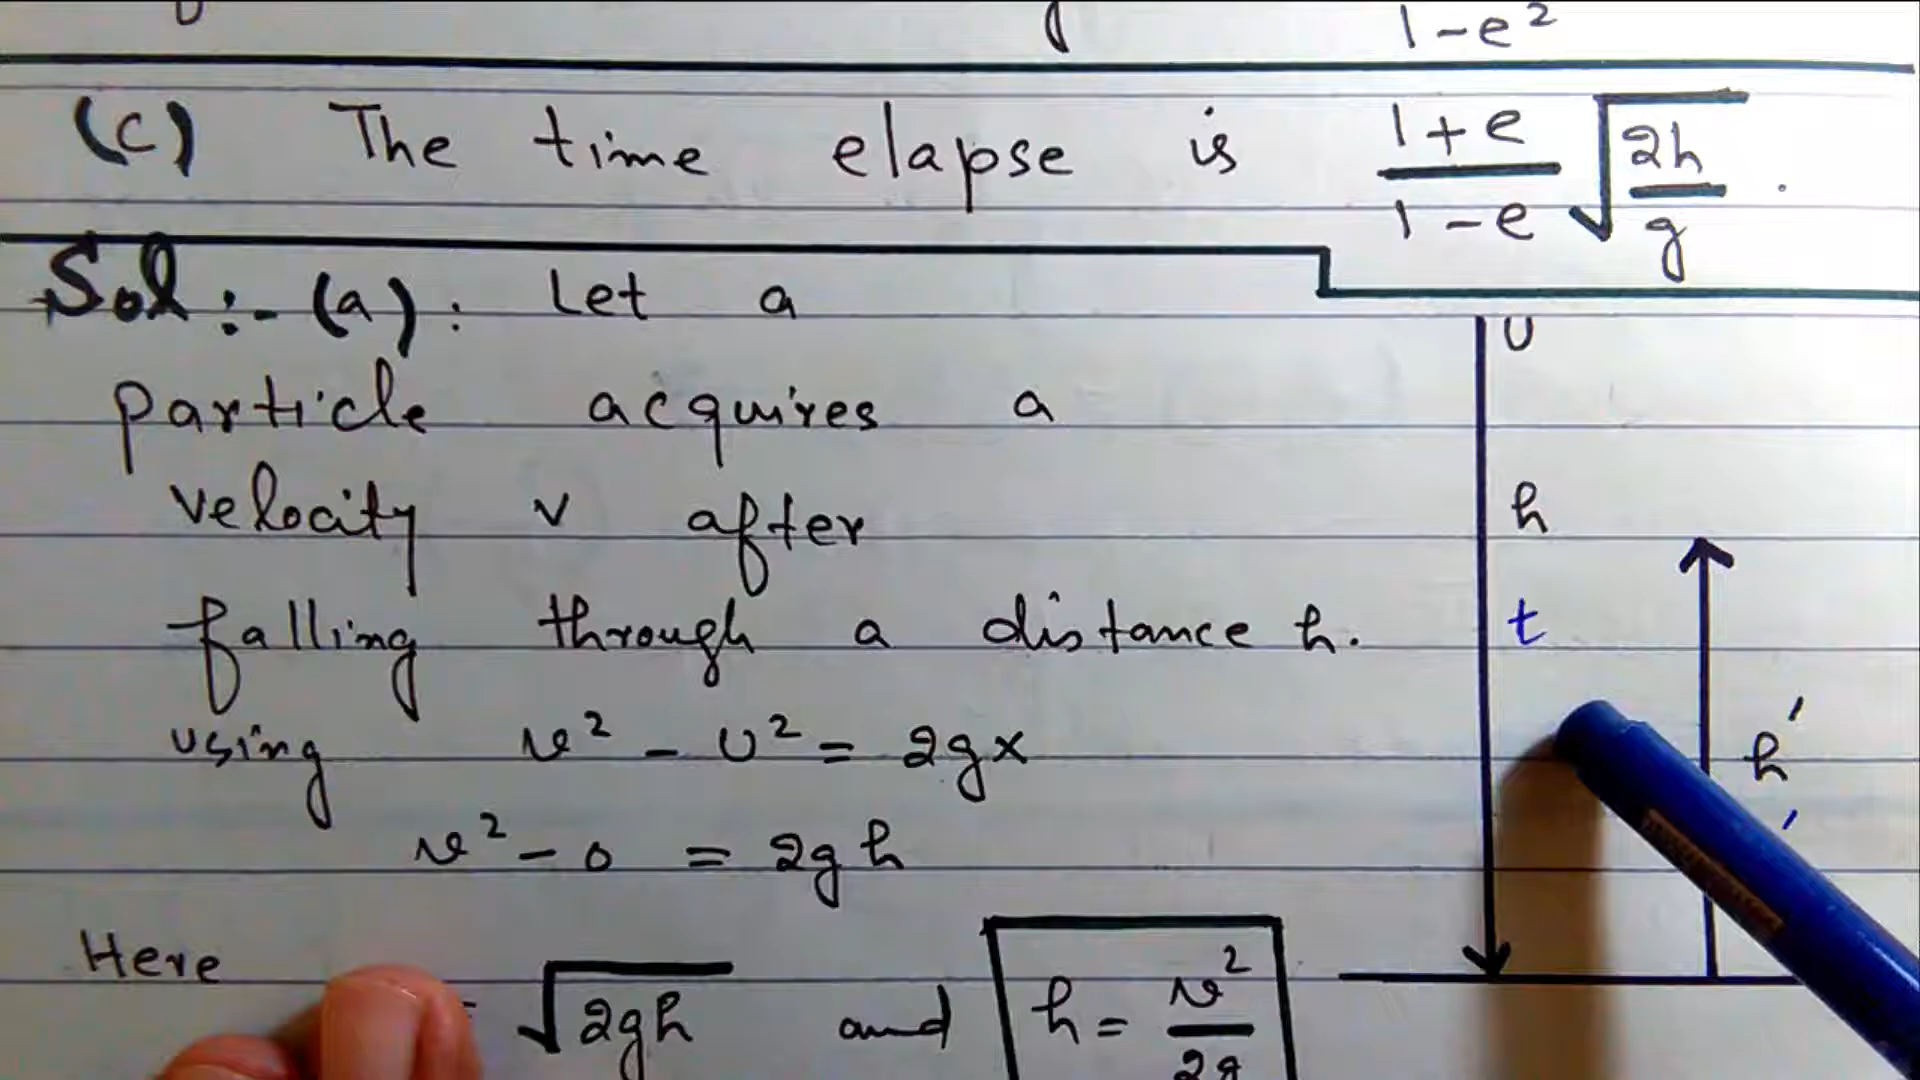 1-e²
(c) The time elapse is 1+e/1-e √2h/g .
Sol:- (a): Let a
particle acquires a
velocity v after
falling through a distance h.
using v² - u² = 2gx
v² - 0 = 2gh
Here = √2gh and h = v²/2g
u
h
t
h'
'